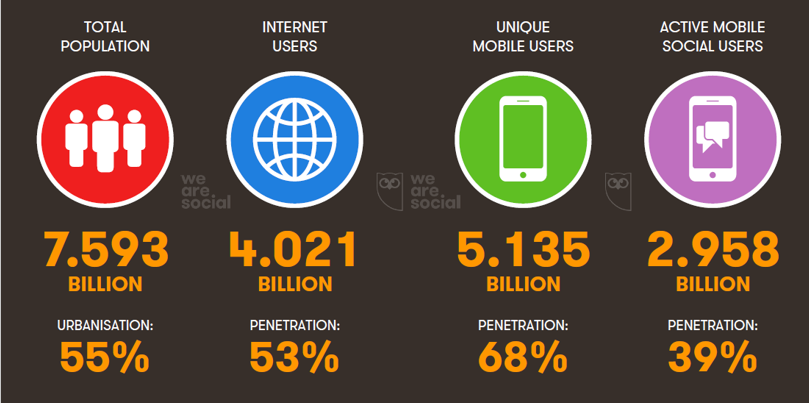 TOTAL
POPULATION
INTERNET
USERS
UNIQUE
MOBILE USERS
ACTIVE MOBILE
SOCIAL USERS
we
are
social
we
are
social
7.593
BILLION
4.021
BILLION
5.135
BILLION
2.958
BILLION
URBANISATION:
55%
PENETRATION:
53%
PENETRATION:
68%
PENETRATION:
39%